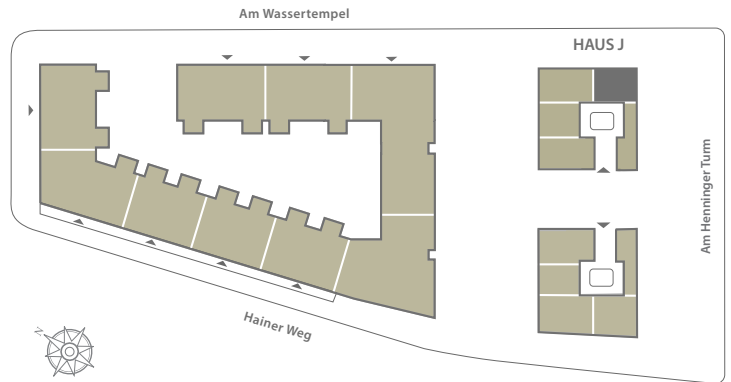 Am Wassertempel
HAUS J
Am Henninger Turm
Hainer Weg
N